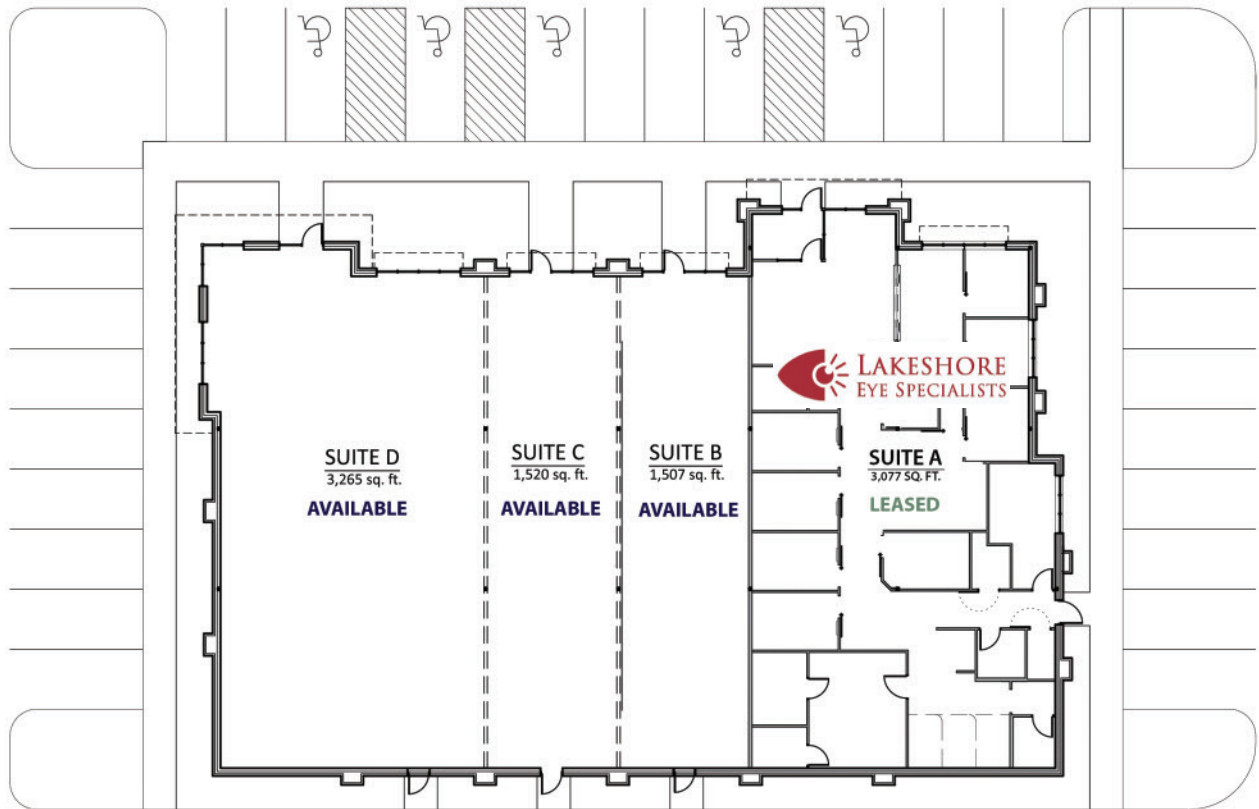 LAKESHORE
EYE SPECIALISTS
SUITE D
3,265 sq. ft.
AVAILABLE
SUITE C
1,520 sq. ft.
AVAILABLE
SUITE B
1,507 sq. ft.
AVAILABLE
SUITE A
3,077 SQ. FT.
LEASED